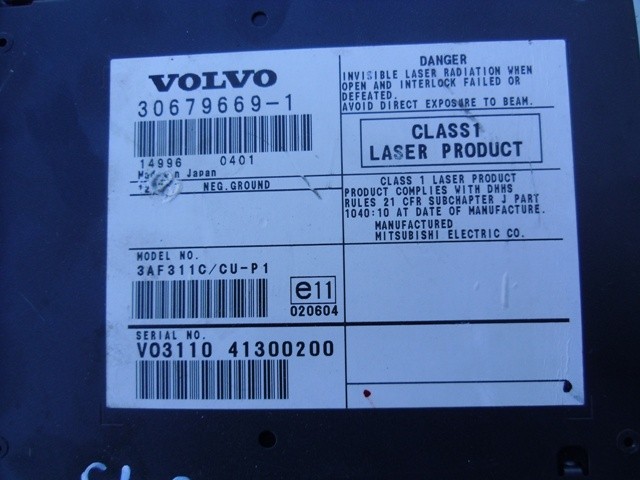 VOLVO
30679669-1
14996 0401
in Japan
NEG.GROUND
MODEL NO.
3AF311C/CU-P1
e11
020604
SERIAL NO.
VO3110 41300200
DANGER
INVISIBLE LASER RADIATION WHEN
OPEN AND INTERLOCK FAILED OR
DEFEATED.
AVOID DIRECT EXPOSURE TO BEAM.
CLASS1
LASER PRODUCT
CLASS 1 LASER PRODUCT
PRODUCT COMPLIES WITH DHHS
RULES 21 CFR SUBCHAPTER J PART
1040:10 AT DATE OF MANUFACTURE.
MANUFACTURED
MITSUBISHI ELECTRIC CO.